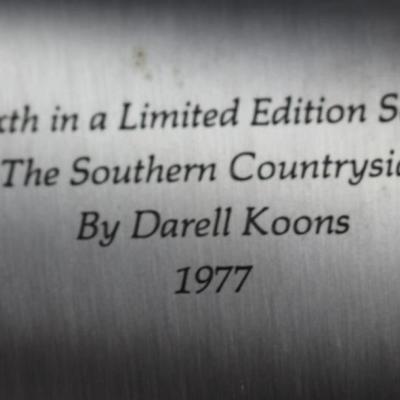 xth in a Limited Edition S
The Southern Countrysi
By Darell Koons
1977